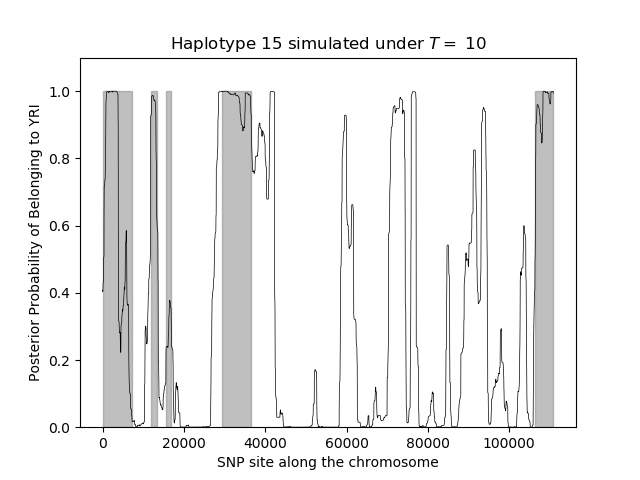 Haplotype 15 simulated under T = 10
Posterior Probability of Belonging to YRI
1.0
0.8
0.6
0.4
0.2
0.0
0 20000 40000 60000 80000 100000
SNP site along the chromosome